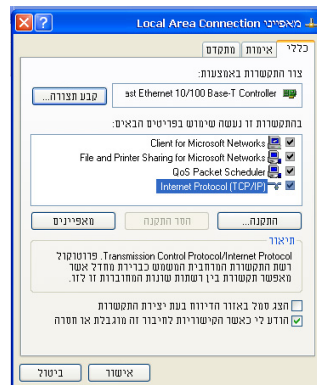 מאפייני Local Area Connection
כללי אימות מתקדם
צור התקשרות באמצעות:
ast Ethernet 10/100 Base-T Controller קבע תצורה...
בהתקשרות זו נעשה שימוש בפריטים הבאים:
Client for Microsoft Networks
File and Printer Sharing for Microsoft Networks
QoS Packet Scheduler
Internet Protocol (TCP/IP)
התקנה... הסר התקנה מאפיינים
תיאור
Transmission Control Protocol/Internet Protocol. פרוטוקול
רשת התקשורת המרחבית המשמש כברירת מחדל אשר
מאפשר תקשורת בין רשתות שונות המחוברות זו לזו.
הצג סמל באזור הדיווח בעת יצירת התקשרות
הודע לי כאשר הקישוריות לחיבור זה מוגבלת או חסרה
אישור ביטול